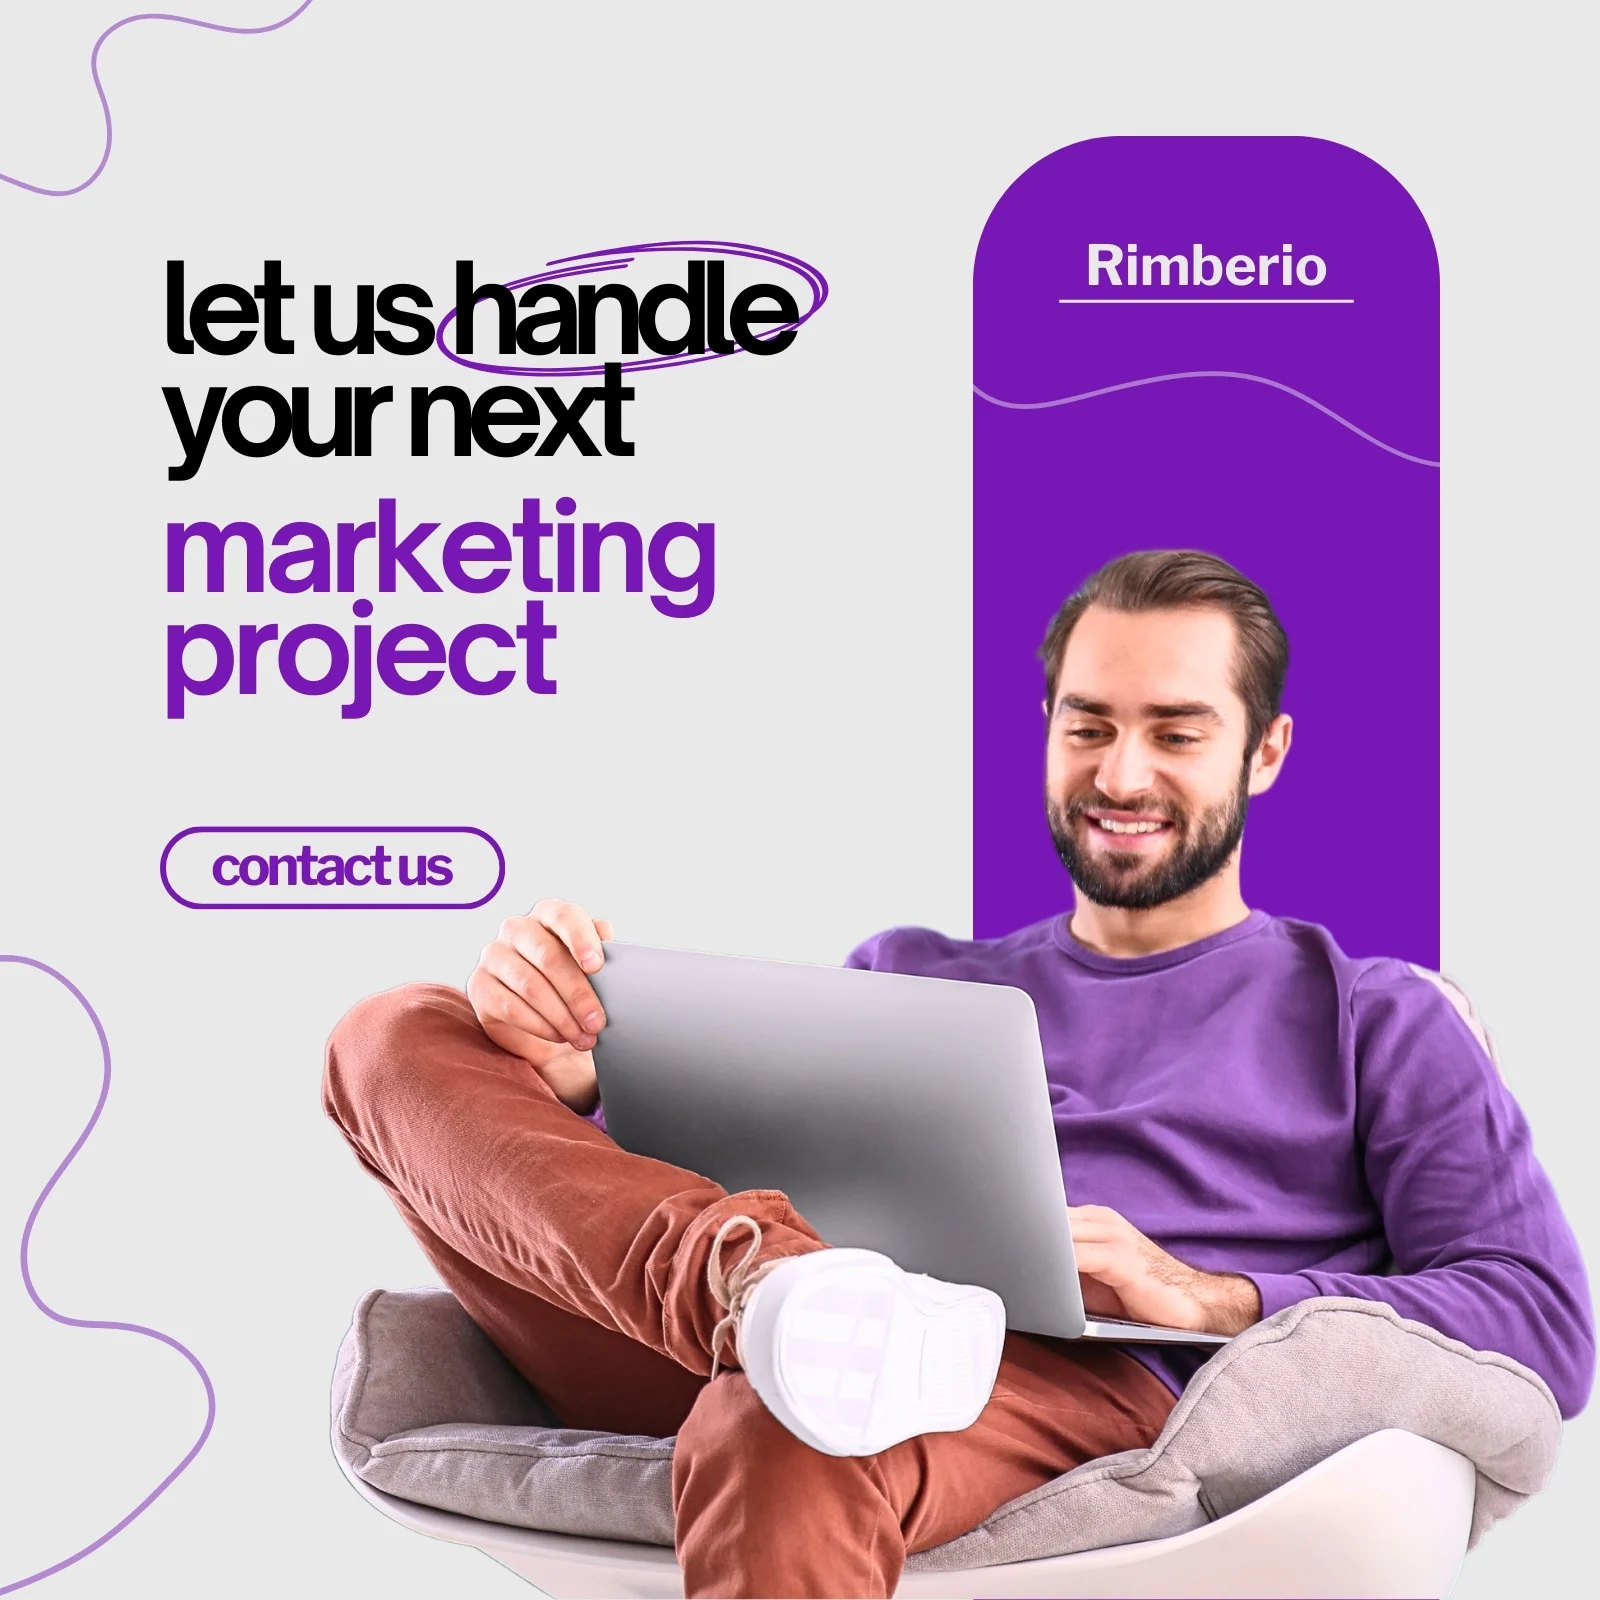 let us handle
your next
marketing
project
contact us
Rimberio